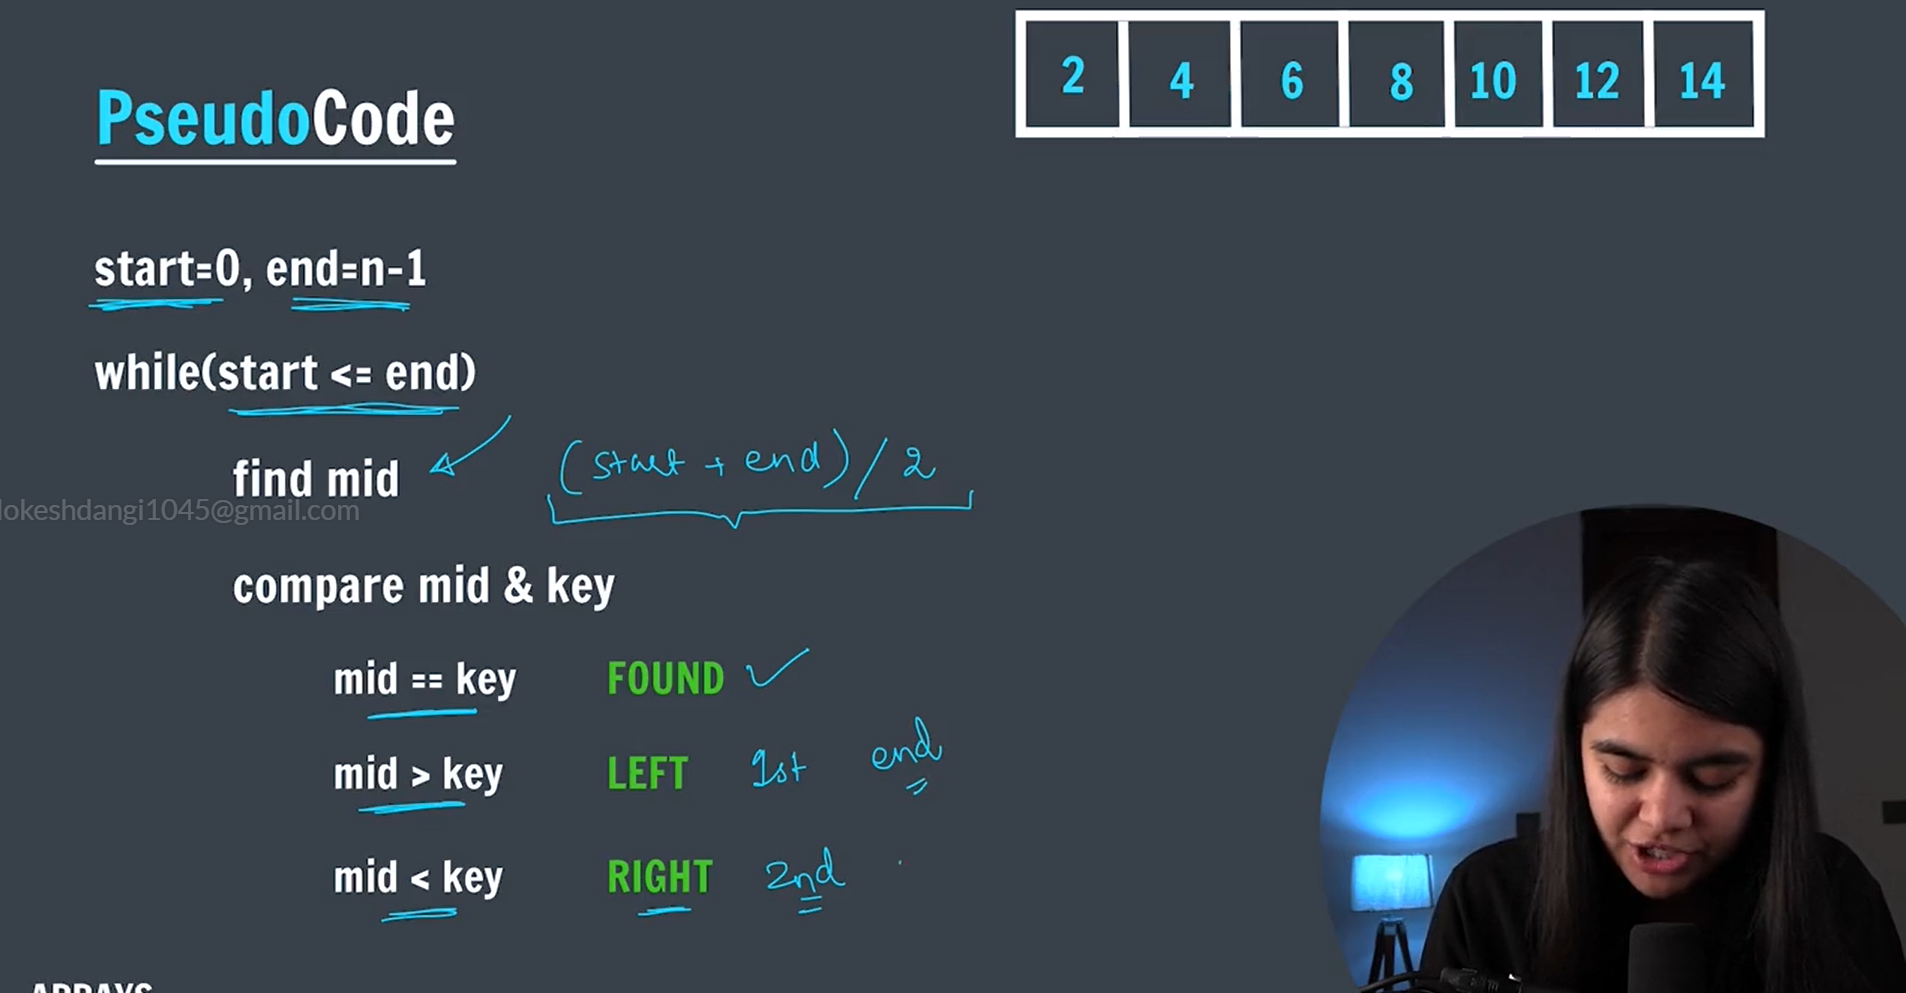 2 4 6 8 10 12 14
PseudoCode
start=0, end=n-1
while(start <= end)
find mid (start + end) / 2
lokeshdangi1045@gmail.com
compare mid & key
mid == key FOUND
mid > key LEFT 1st end
mid < key RIGHT 2nd
ARRAYS